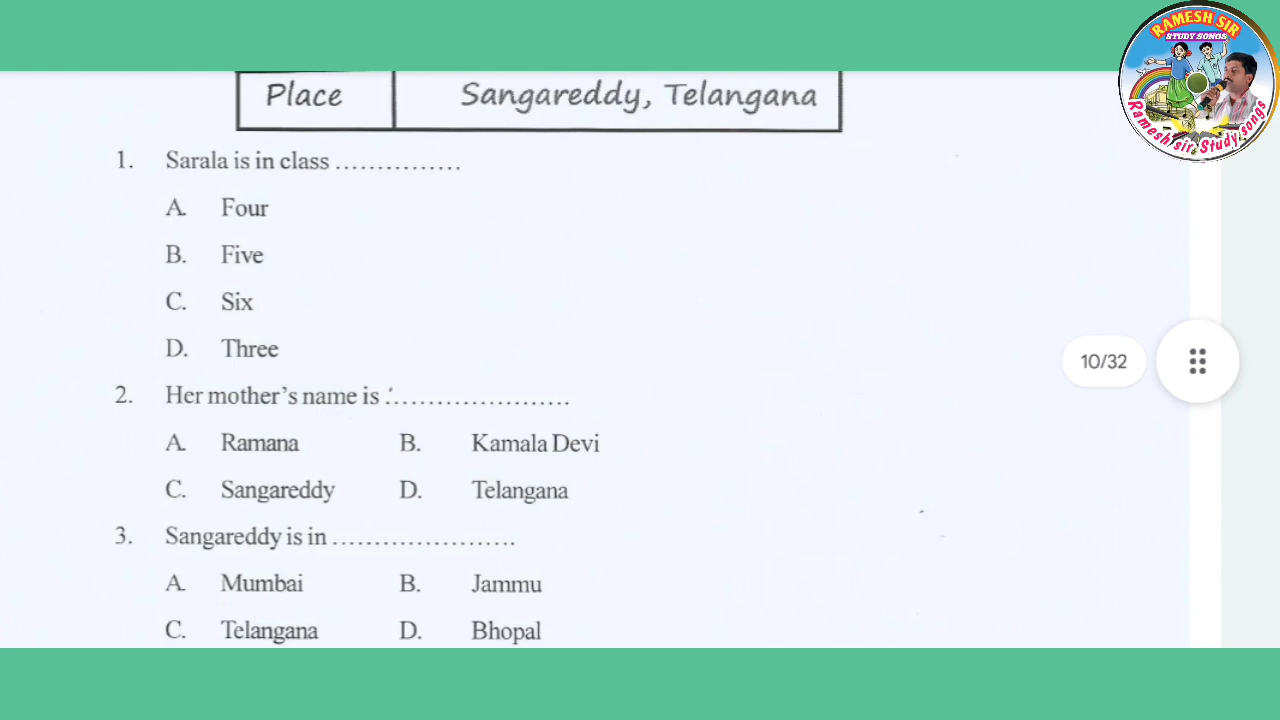 RAMESH SIR
STUDY SONGS
Ramesh sir Study songs
Place Sangareddy, Telangana
1. Sarala is in class ...............
A. Four
B. Five
C. Six
D. Three
10/32
2. Her mother's name is :.....................
A. Ramana B. Kamala Devi
C. Sangareddy D. Telangana
3. Sangareddy is in ......................
A. Mumbai B. Jammu
C. Telangana D. Bhopal